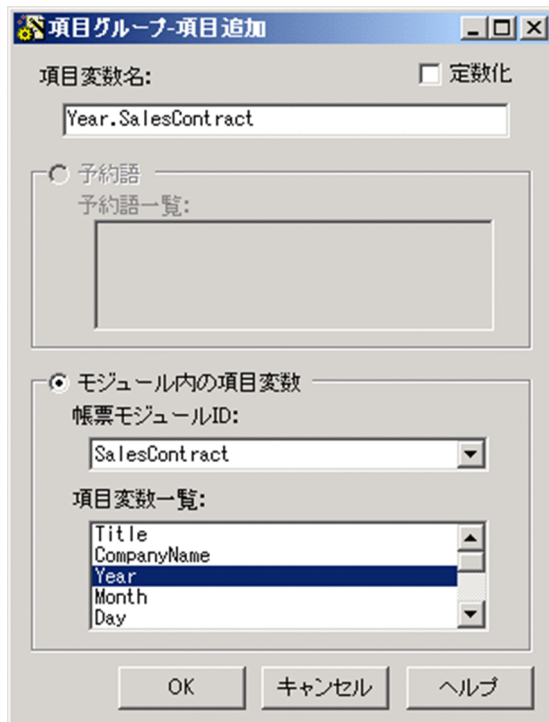 項目グループ-項目追加
項目変数名:
定数化
Year.SalesContract
予約語
予約語一覧:
モジュール内の項目変数
帳票モジュールID:
SalesContract
項目変数一覧:
Title
CompanyName
Year
Month
Day
OK
キャンセル
ヘルプ